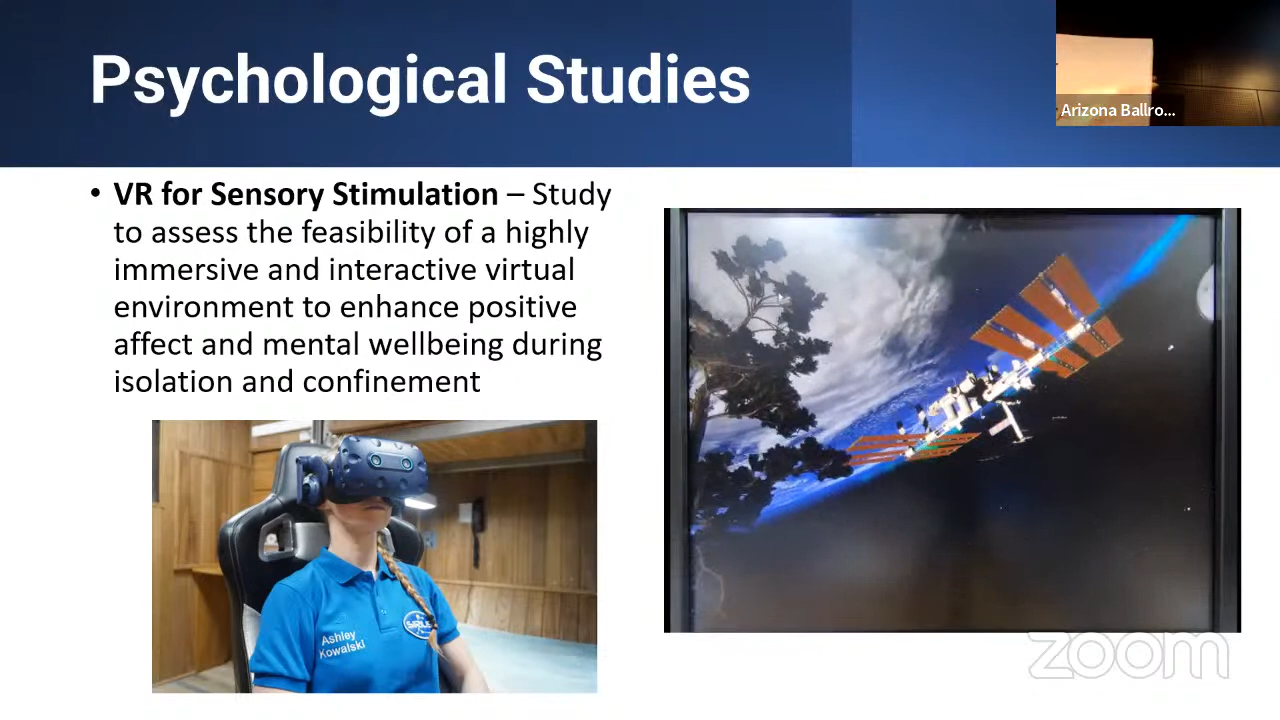 Psychological Studies
Arizona Ballro...
• VR for Sensory Stimulation – Study
to assess the feasibility of a highly
immersive and interactive virtual
environment to enhance positive
affect and mental wellbeing during
isolation and confinement
Ashley
Kowalski
SIRIUS
zoom